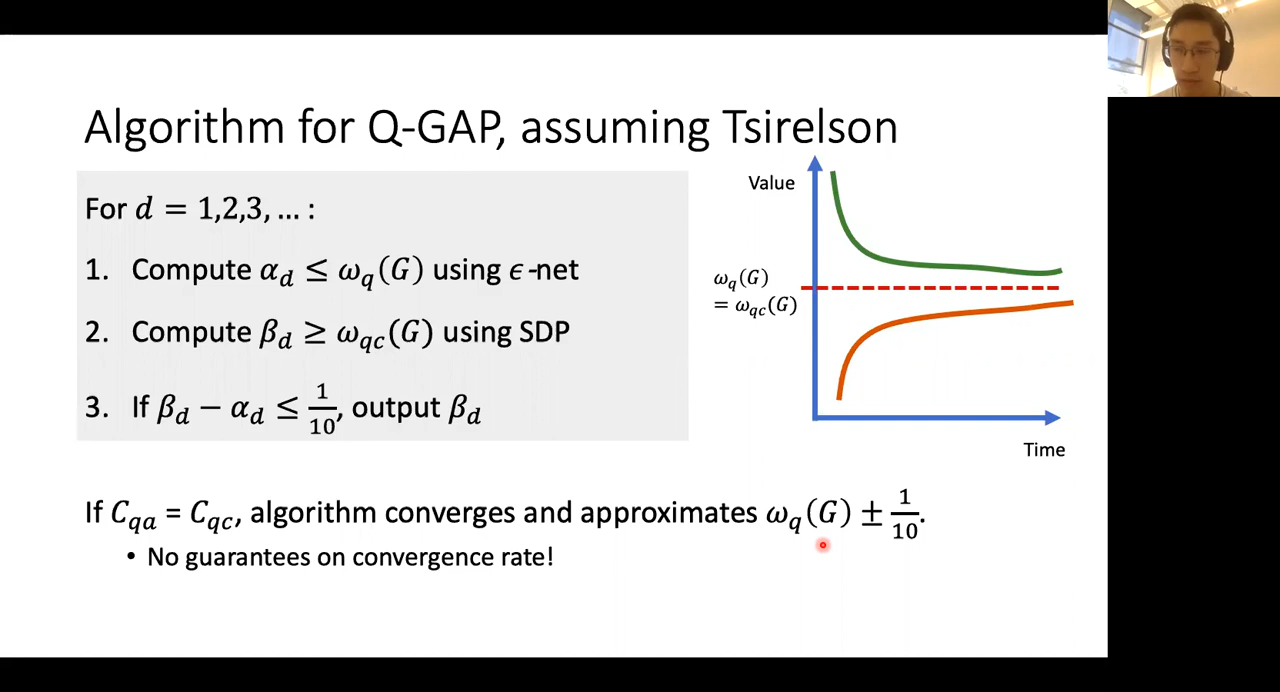 Algorithm for Q-GAP, assuming Tsirelson
For 𝑑 = 1,2,3, … :
1. Compute 𝛼_𝑑 ≤ 𝜔_𝑞(𝐺) using 𝜖-net
2. Compute 𝛽_𝑑 ≥ 𝜔_𝑞𝑐(𝐺) using SDP
3. If 𝛽_𝑑 − 𝛼_𝑑 ≤ 1/10, output 𝛽_𝑑
Value
𝜔_𝑞(𝐺)
= 𝜔_𝑞𝑐(𝐺)
Time
If 𝐶_𝑞𝑎 = 𝐶_𝑞𝑐, algorithm converges and approximates 𝜔_𝑞(𝐺) ± 1/10.
• No guarantees on convergence rate!